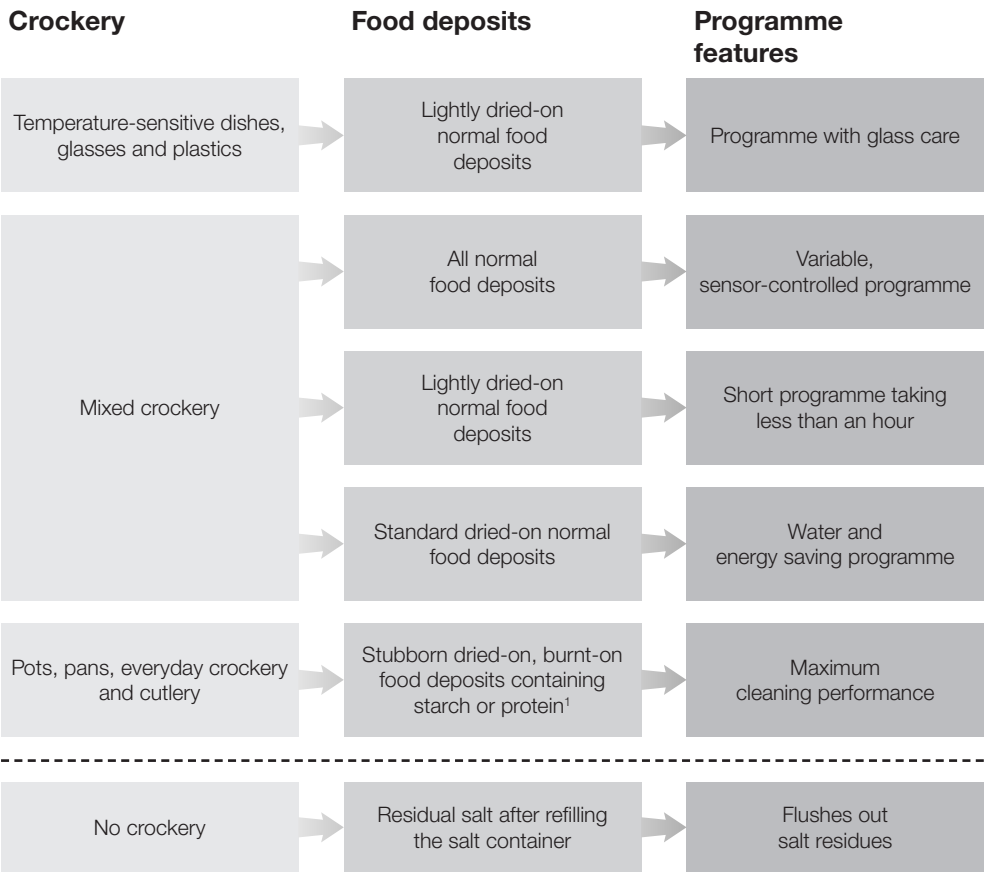 Crockery
Food deposits
Programme
features
Temperature-sensitive dishes,
glasses and plastics
Lightly dried-on
normal food
deposits
Programme with glass care
Mixed crockery
All normal
food deposits
Variable,
sensor-controlled programme
Lightly dried-on
normal food
deposits
Short programme taking
less than an hour
Standard dried-on normal
food deposits
Water and
energy saving programme
Pots, pans, everyday crockery
and cutlery
Stubborn dried-on, burnt-on
food deposits containing
starch or protein¹
Maximum
cleaning performance
No crockery
Residual salt after refilling
the salt container
Flushes out
salt residues